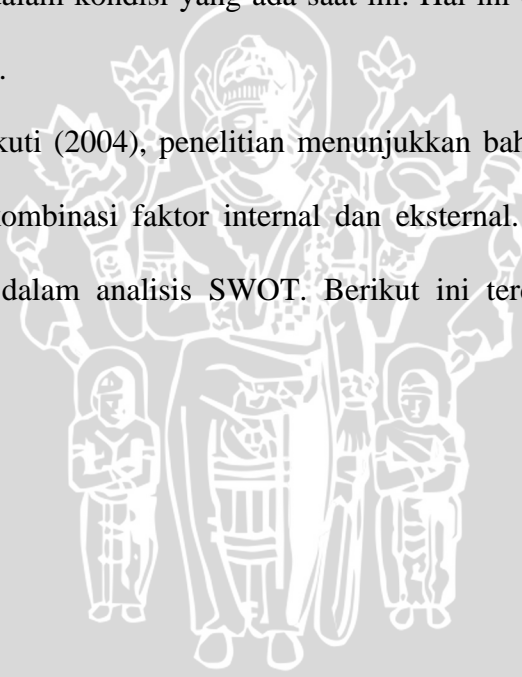 dalam kondisi yang ada saat ini. Hal ini
.
kuti (2004), penelitian menunjukkan bah
kombinasi faktor internal dan eksternal.
dalam analisis SWOT. Berikut ini ter